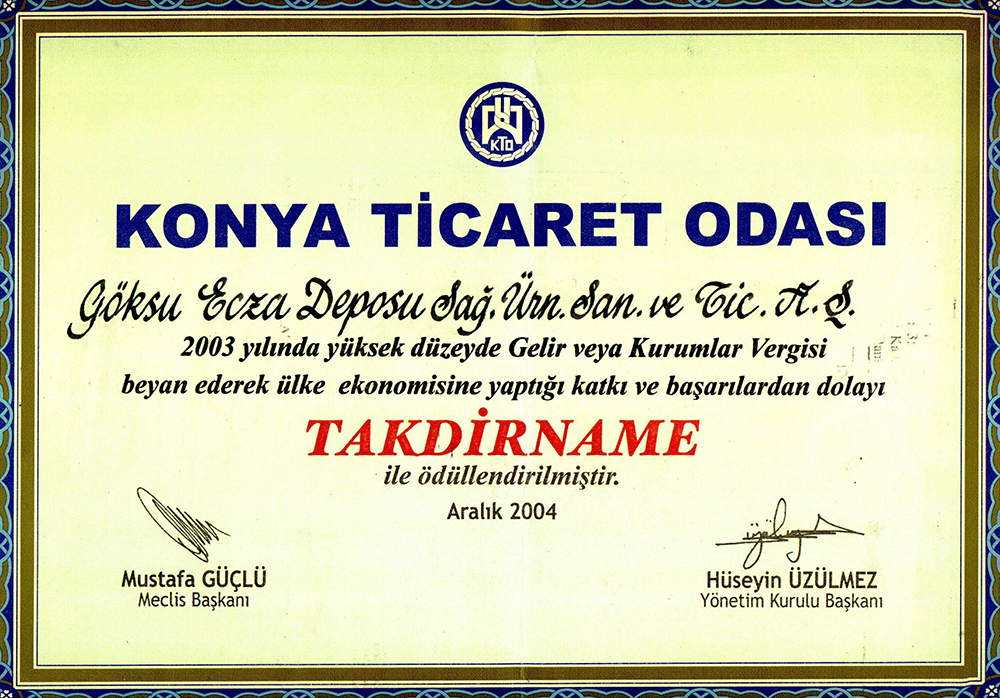 KTO
KONYA TİCARET ODASI
Göksu Ecza Deposu Sağ. Ürn. San. ve Tic. A. Ş.
2003 yılında yüksek düzeyde Gelir veya Kurumlar Vergisi
beyan ederek ülke ekonomisine yaptığı katkı ve başarılardan dolayı
TAKDİRNAME
ile ödüllendirilmiştir.
Aralık 2004
Mustafa GÜÇLÜ
Meclis Başkanı
Hüseyin ÜZÜLMEZ
Yönetim Kurulu Başkanı